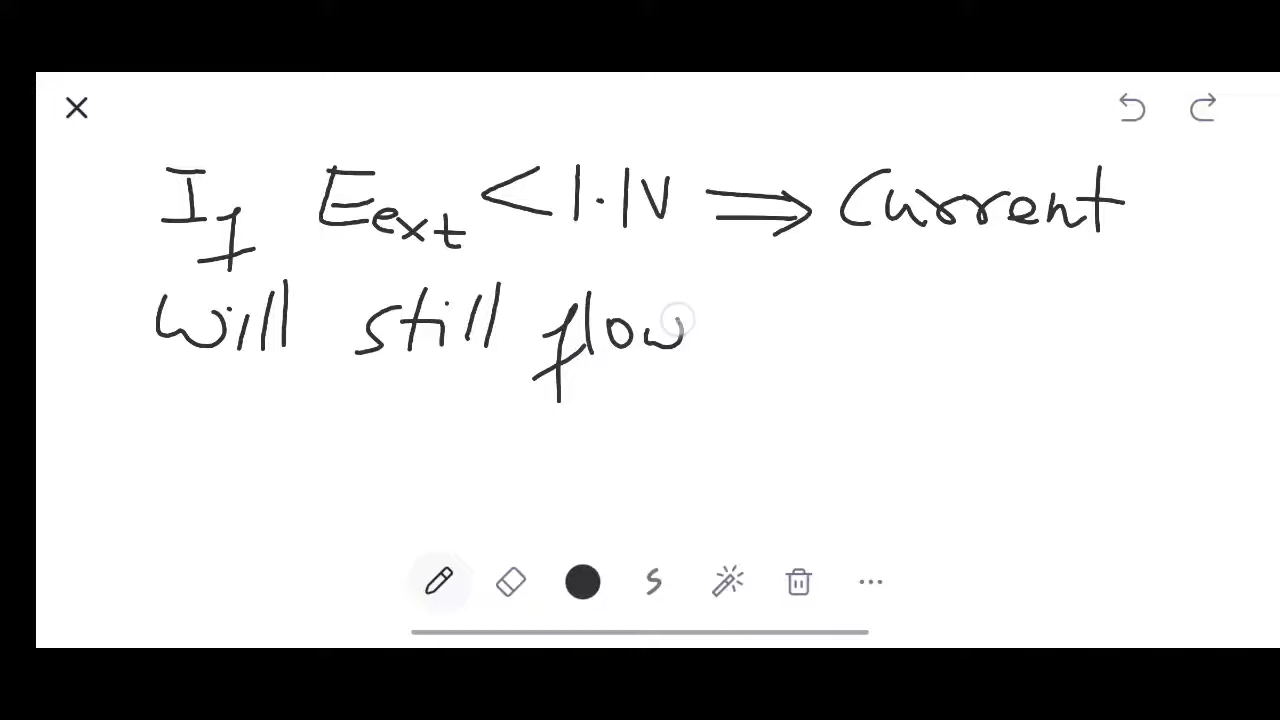 If Eext < 1.1V ⇒ Current
will still flow